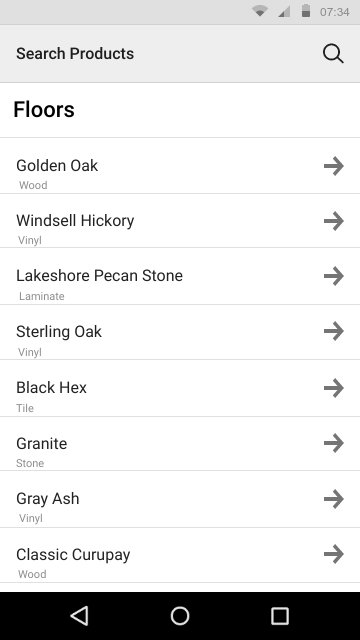 07:34
Search Products
Floors
Golden Oak
Wood
Windsell Hickory
Vinyl
Lakeshore Pecan Stone
Laminate
Sterling Oak
Vinyl
Black Hex
Tile
Granite
Stone
Gray Ash
Vinyl
Classic Curupay
Wood